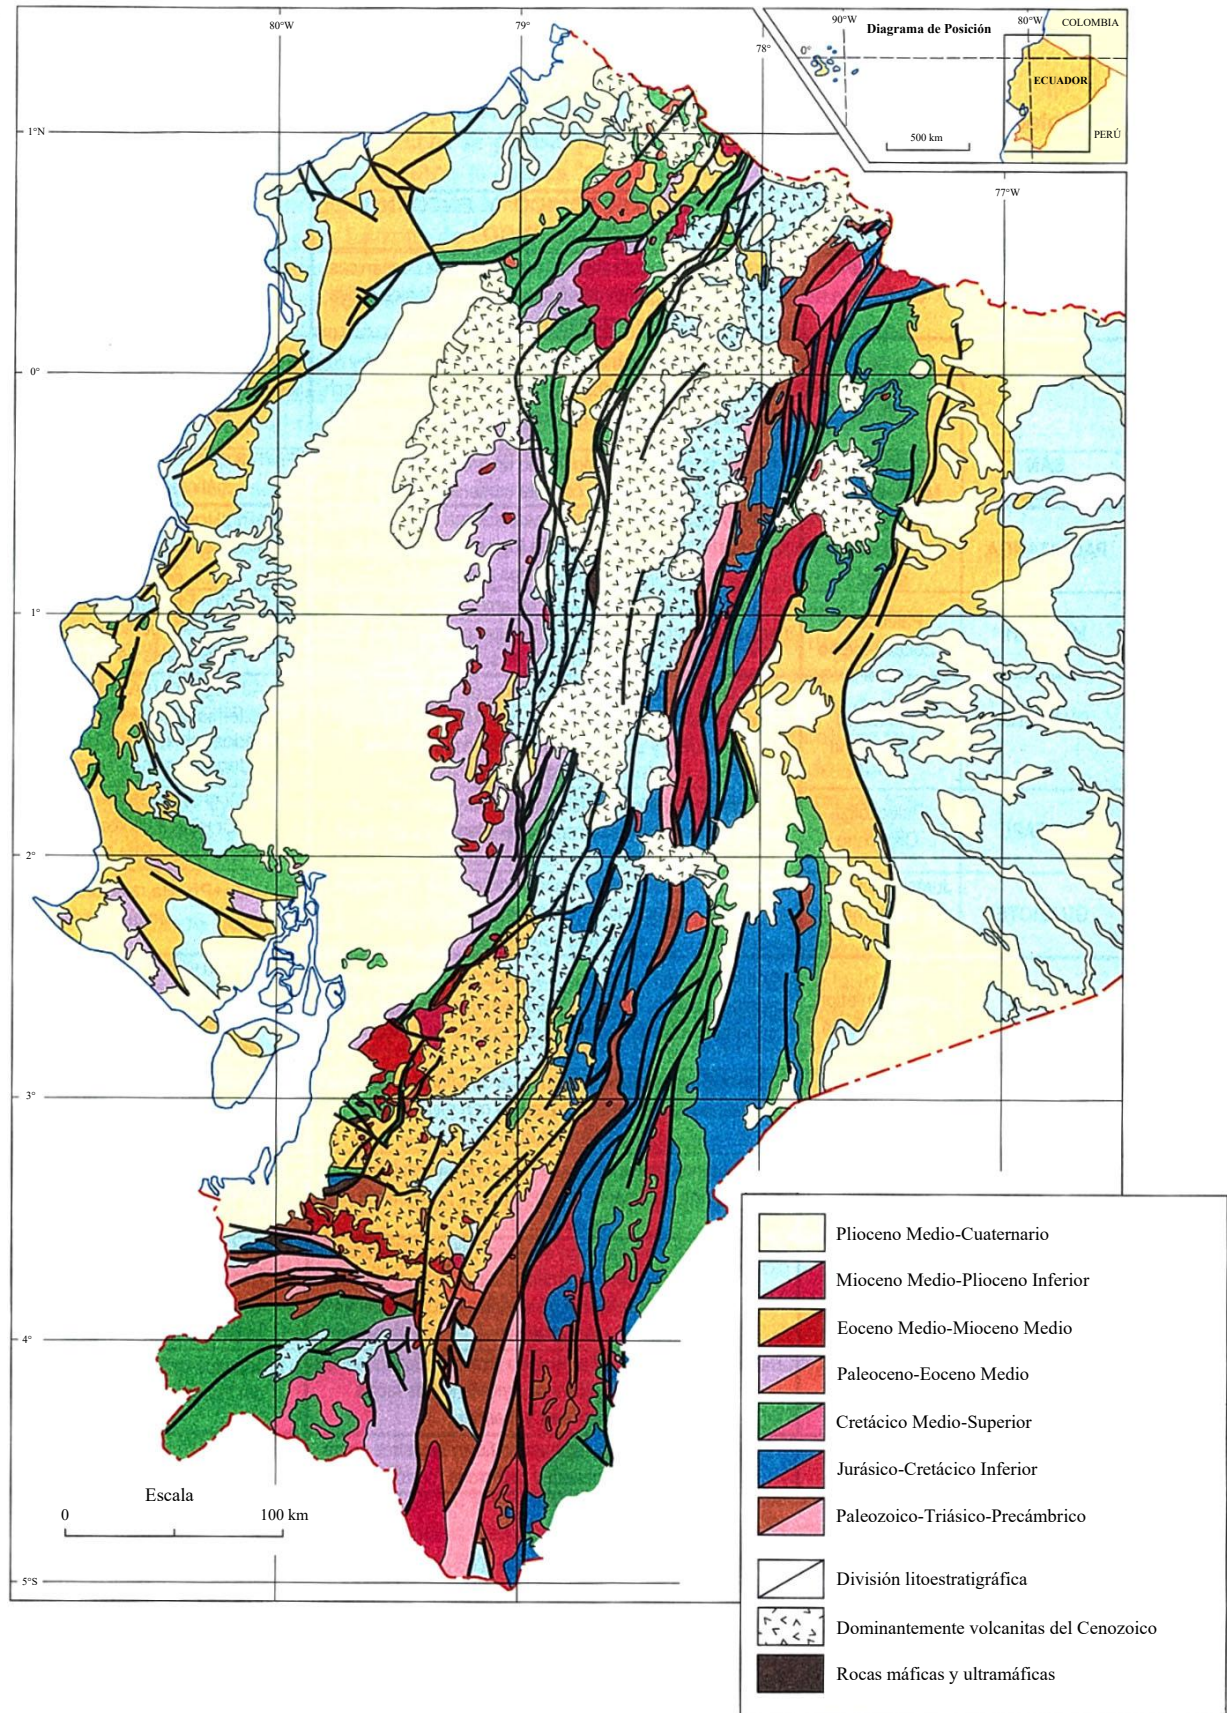 80°W
79°
78°
Diagrama de Posición
90°W
80°W
COLOMBIA
0°
ECUADOR
PERÚ
500 km
77°W
1°N
0°
1°
2°
3°
4°
5°S
Escala
0
100 km
Plioceno Medio-Cuaternario
Mioceno Medio-Plioceno Inferior
Eoceno Medio-Mioceno Medio
Paleoceno-Eoceno Medio
Cretácico Medio-Superior
Jurásico-Cretácico Inferior
Paleozoico-Triásico-Precámbrico
División litoestratigráfica
Dominantemente volcanitas del Cenozoico
Rocas máficas y ultramáficas